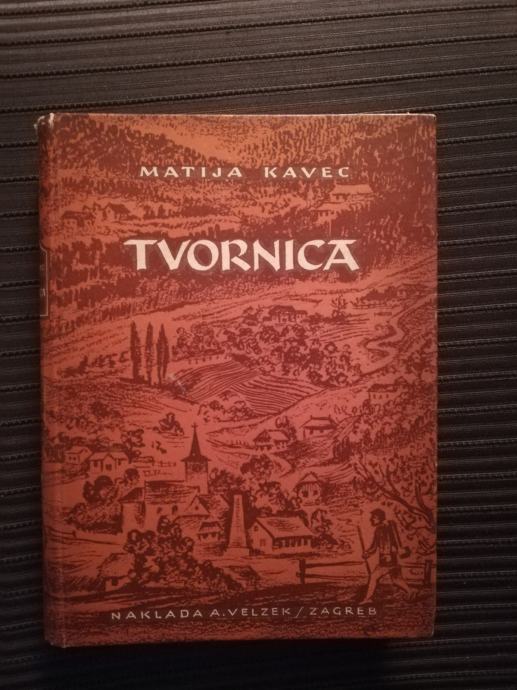 MATIJA KAVEC
TVORNICA
NAKLADA A. VELZEK / ZAGREB